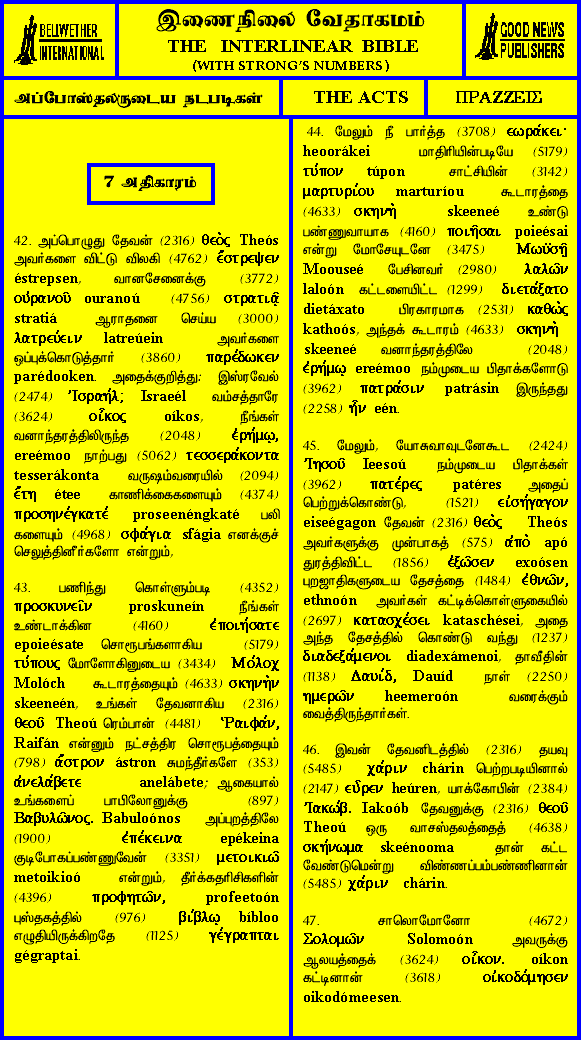 BELLWETHER
INTERNATIONAL
இணைநிலை வேதாகமம்
THE INTERLINEAR BIBLE
(WITH STRONG'S NUMBERS)
GOOD NEWS
PUBLISHERS
அப்போஸ்தலருடைய நடபடிகள்
THE ACTS
ΠΡΑΖΖΕΙΣ
7 அதிகாரம்
42. அப்பொழுது தேவன் (2316) θεὸς Theós
அவர்களை விட்டு விலகி (4762) ἔστρεψεν
éstrepsen, வானசேனைக்கு (3772)
οὐρανοῦ ouranoú (4756) στρατιᾷ
stratiá ஆராதனை செய்ய (3000)
λατρεύειν latreúein அவர்களை
ஒப்புக்கொடுத்தார் (3860) παρέδωκεν
parédooken. அதைக்குறித்து: இஸ்ரவேல்
(2474) Ἰσραήλ; Israeél வம்சத்தாரே
(3624) οἶκος oíkos, நீங்கள்
வனாந்தரத்திலிருந்த (2048) ἐρήμῳ,
ereémoo நாற்பது (5062) τεσσεράκοντα
tesserákonta வருஷம்வரையில் (2094)
ἔτη étee காணிக்கைகளையும் (4374)
προσηνέγκατέ proseenéngkaté பலி
களையும் (4968) σφάγια sfágia எனக்குச்
செலுத்தினீர்களோ என்றும்,
43. பணிந்து கொள்ளும்படி (4352)
προσκυνεῖν proskuneín நீங்கள்
உண்டாக்கின (4160) ἐποιήσατε
epoieésate சொரூபங்களாகிய (5179)
τύπους மோளோகினுடைய (3434) Μόλοχ
Molóch கூடாரத்தையும் (4633) σκηνὴν
skeeneén, உங்கள் தேவனாகிய (2316)
θεοῦ Theoú ரெம்பான் (4481) Ῥαιφάν,
Raifán என்னும் நட்சத்திர சொரூபத்தையும்
(798) ἄστρον ástron சுமந்தீர்களே (353)
ἀνελάβετε anelábete; ஆகையால்
உங்களைப் பாபிலோனுக்கு (897)
Βαβυλῶνος. Babuloónos அப்புறத்திலே
(1900) ἐπέκεινα epékeina
குடிபோகப்பண்ணுவேன் (3351) μετοικιῶ
metoikioó என்றும், தீர்க்கதரிசிகளின்
(4396) προφητῶν, profeetoón
புஸ்தகத்தில் (976) βίβλῳ bíbloo
எழுதியிருக்கிறதே (1125) γέγραπται
gégraptai.
44. மேலும் நீ பார்த்த (3708) εωράκει·
heoorákei மாதிரியின்படியே (5179)
τύπον túpon சாட்சியின் (3142)
μαρτυρίου marturíou கூடாரத்தை
(4633) σκηνὴ skeeneé உண்டு
பண்ணுவாயாக (4160) ποιῆσαι poieésai
என்று மோசேயுடனே (3475) Μωϋσῇ
Moouseé பேசினவர் (2980) λαλῶν
laloón கட்டளையிட்ட (1299) διετάξατο
dietáxato பிரகாரமாக (2531) καθὼς
kathoós, அந்தக் கூடாரம் (4633) σκηνὴ
skeeneé வனாந்தரத்திலே (2048)
ἐρήμῳ ereémoo நம்முடைய பிதாக்களோடு
(3962) πατράσιν patrásin இருந்தது
(2258) ἦν eén.
45. மேலும், யோசுவாவுடனேகூட (2424)
Ἰησοῦ Ieesoú நம்முடைய பிதாக்கள்
(3962) πατέρες patéres அதைப்
பெற்றுக்கொண்டு, (1521) εἰσήγαγον
eiseégagon தேவன் (2316) θεὸς Theós
அவர்களுக்கு முன்பாகத் (575) ἀπὸ apó
துரத்திவிட்ட (1856) ἐξῶσεν exoósen
புறஜாதிகளுடைய தேசத்தை (1484) ἐθνῶν,
ethnoón அவர்கள் கட்டிக்கொள்ளுகையில்
(2697) κατασχέσει kataschései, அதை
அந்த தேசத்தில் கொண்டு வந்து (1237)
διαδεξάμενοι diadexámenoi, தாவீதின்
(1138) Δαυίδ, Dauíd நாள் (2250)
ημερῶν heemeroón வரைக்கும்
வைத்திருந்தார்கள்.
46. இவன் தேவனிடத்தில் (2316) தயவு
(5485) χάριν chárin பெற்றபடியினால்
(2147) εὗρεν heúren, யாக்கோபின் (2384)
Ἰακώβ. Iakoób தேவனுக்கு (2316) θεοῦ
Theoú ஒரு வாசஸ்தலத்தைத் (4638)
σκήνωμα skeénooma தான் கட்ட
வேண்டுமென்று விண்ணப்பம்பண்ணினான்
(5485) χάριν chárin.
47. சாலொமோனோ (4672)
Σολομῶν Solomoón அவருக்கு
ஆலயத்தைக் (3624) οἶκον. oíkon
கட்டினான் (3618) οἰκοδόμησεν
oikodómeesen.